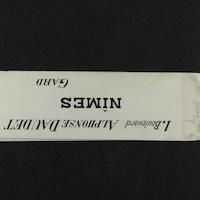 1, Boulevard ALPHONSE DAUDET
NÎMES
GARD